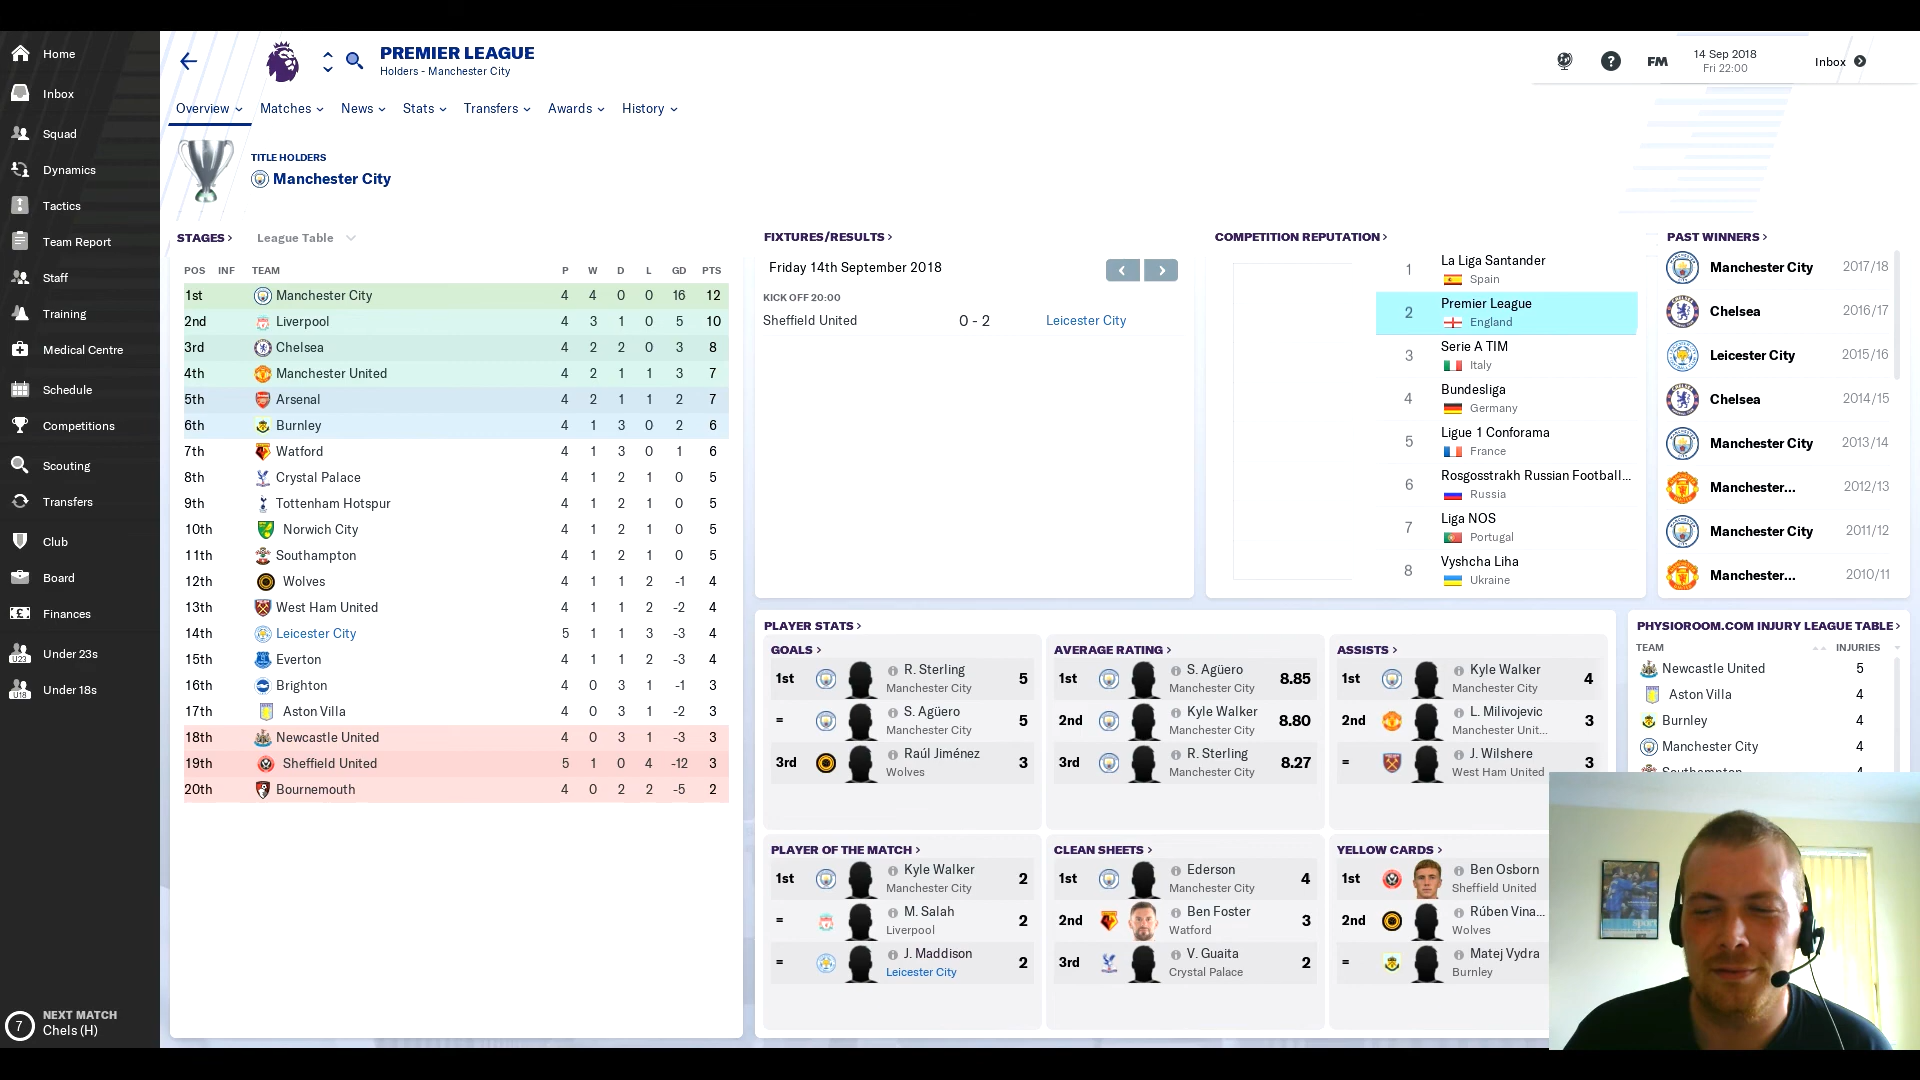 Home
Inbox
Squad
Dynamics
Tactics
Team Report
Staff
Training
Medical Centre
Schedule
Competitions
Scouting
Transfers
Club
Board
Finances
U23 Under 23s
U18 Under 18s
7 NEXT MATCH
Chels (H)
PREMIER LEAGUE
Holders - Manchester City
? FM 14 Sep 2018 Inbox
Fri 22:00
Overview Matches News Stats Transfers Awards History
TITLE HOLDERS
Manchester City
STAGES > League Table
POS INF TEAM P W D L GD PTS
1st Manchester City 4 4 0 0 16 12
2nd Liverpool 4 3 1 0 5 10
3rd Chelsea 4 2 2 0 3 8
4th Manchester United 4 2 1 1 3 7
5th Arsenal 4 2 1 1 2 7
6th Burnley 4 1 3 0 2 6
7th Watford 4 1 3 0 1 6
8th Crystal Palace 4 1 2 1 0 5
9th Tottenham Hotspur 4 1 2 1 0 5
10th Norwich City 4 1 2 1 0 5
11th Southampton 4 1 2 1 0 5
12th Wolves 4 1 1 2 -1 4
13th West Ham United 4 1 1 2 -2 4
14th Leicester City 5 1 1 3 -3 4
15th Everton 4 1 1 2 -3 4
16th Brighton 4 0 3 1 -1 3
17th Aston Villa 4 0 3 1 -2 3
18th Newcastle United 4 0 3 1 -3 3
19th Sheffield United 5 1 0 4 -12 3
20th Bournemouth 4 0 2 2 -5 2
FIXTURES/RESULTS >
Friday 14th September 2018
KICK OFF 20:00
Sheffield United 0 - 2 Leicester City
COMPETITION REPUTATION >
1 La Liga Santander
Spain
2 Premier League
England
3 Serie A TIM
Italy
4 Bundesliga
Germany
5 Ligue 1 Conforama
France
6 Rosgosstrakh Russian Football...
Russia
7 Liga NOS
Portugal
8 Vyshcha Liha
Ukraine
PAST WINNERS >
Manchester City 2017/18
Chelsea 2016/17
Leicester City 2015/16
Chelsea 2014/15
Manchester City 2013/14
Manchester... 2012/13
Manchester City 2011/12
Manchester... 2010/11
PLAYER STATS >
GOALS >
1st R. Sterling 5
Manchester City
= S. Agüero 5
Manchester City
3rd Raúl Jiménez 3
Wolves
AVERAGE RATING >
1st S. Agüero 8.85
Manchester City
2nd Kyle Walker 8.80
Manchester City
3rd R. Sterling 8.27
Manchester City
ASSISTS >
1st Kyle Walker 4
Manchester City
2nd L. Milivojevic 3
Manchester Unit...
= J. Wilshere 3
West Ham United
PLAYER OF THE MATCH >
1st Kyle Walker 2
Manchester City
= M. Salah 2
Liverpool
= J. Maddison 2
Leicester City
CLEAN SHEETS >
1st Ederson 4
Manchester City
2nd Ben Foster 3
Watford
3rd V. Guaita 2
Crystal Palace
YELLOW CARDS >
1st Ben Osborn
Sheffield United
2nd Rúben Vina...
Wolves
= Matej Vydra
Burnley
PHYSIOROOM.COM INJURY LEAGUE TABLE >
TEAM INJURIES
Newcastle United 5
Aston Villa 4
Burnley 4
Manchester City 4
Southampton 4